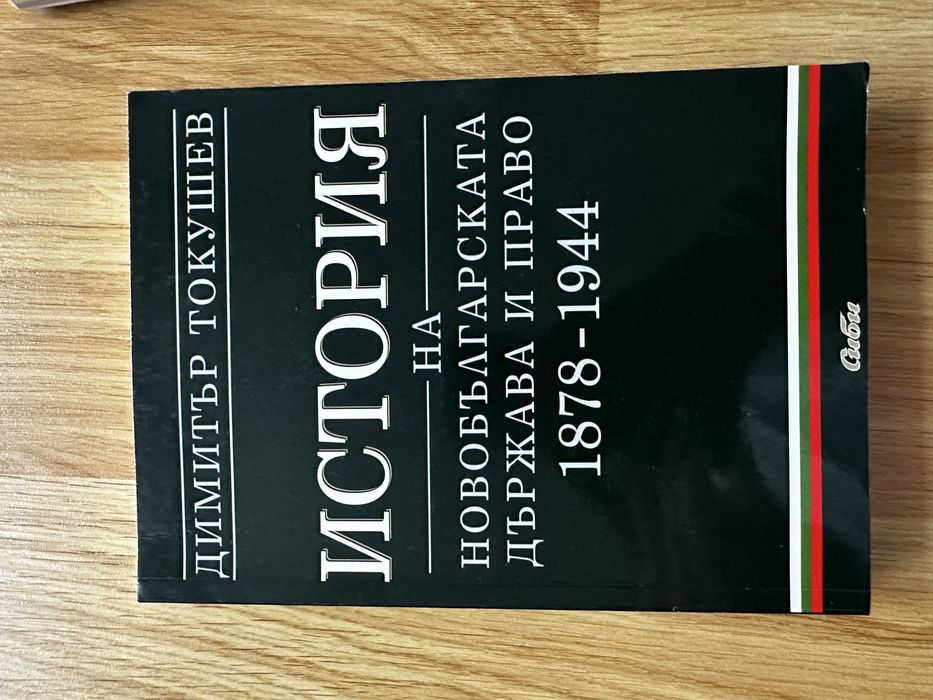 ДИМИТЪР ТОКУШЕВ
ИСТОРИЯ
НА
НОВОБЪЛГАРСКАТА
ДЪРЖАВА И ПРАВО
1878-1944
Сиби